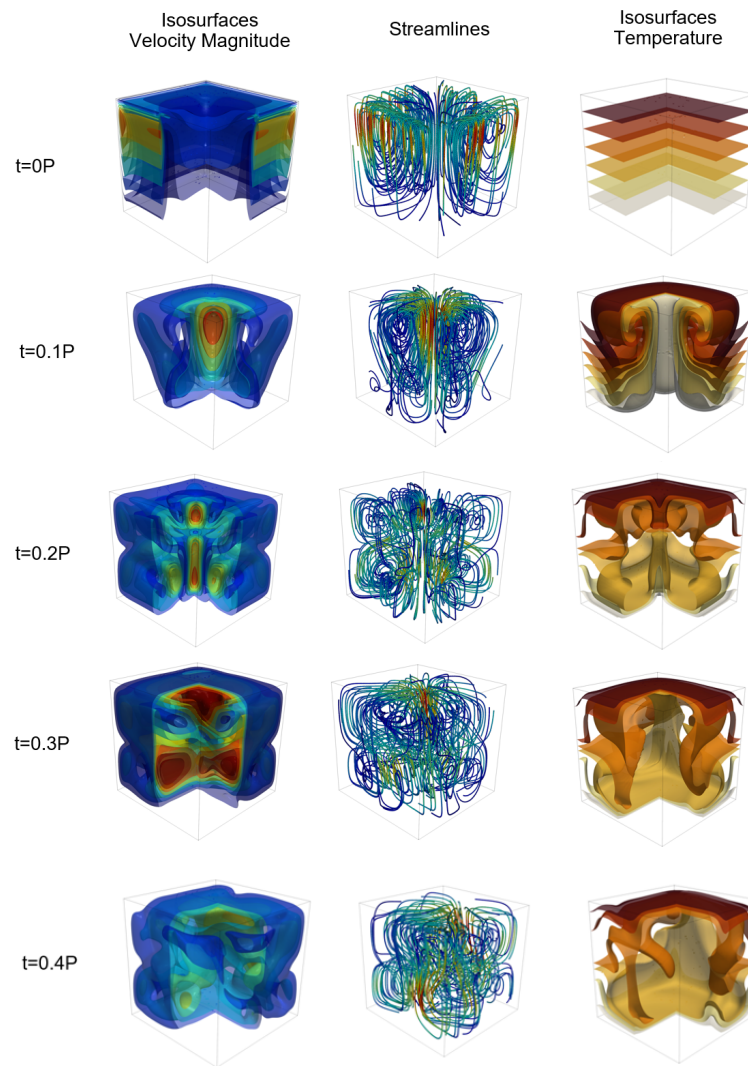 Isosurfaces
Velocity Magnitude
Streamlines
Isosurfaces
Temperature
t=0P
t=0.1P
t=0.2P
t=0.3P
t=0.4P